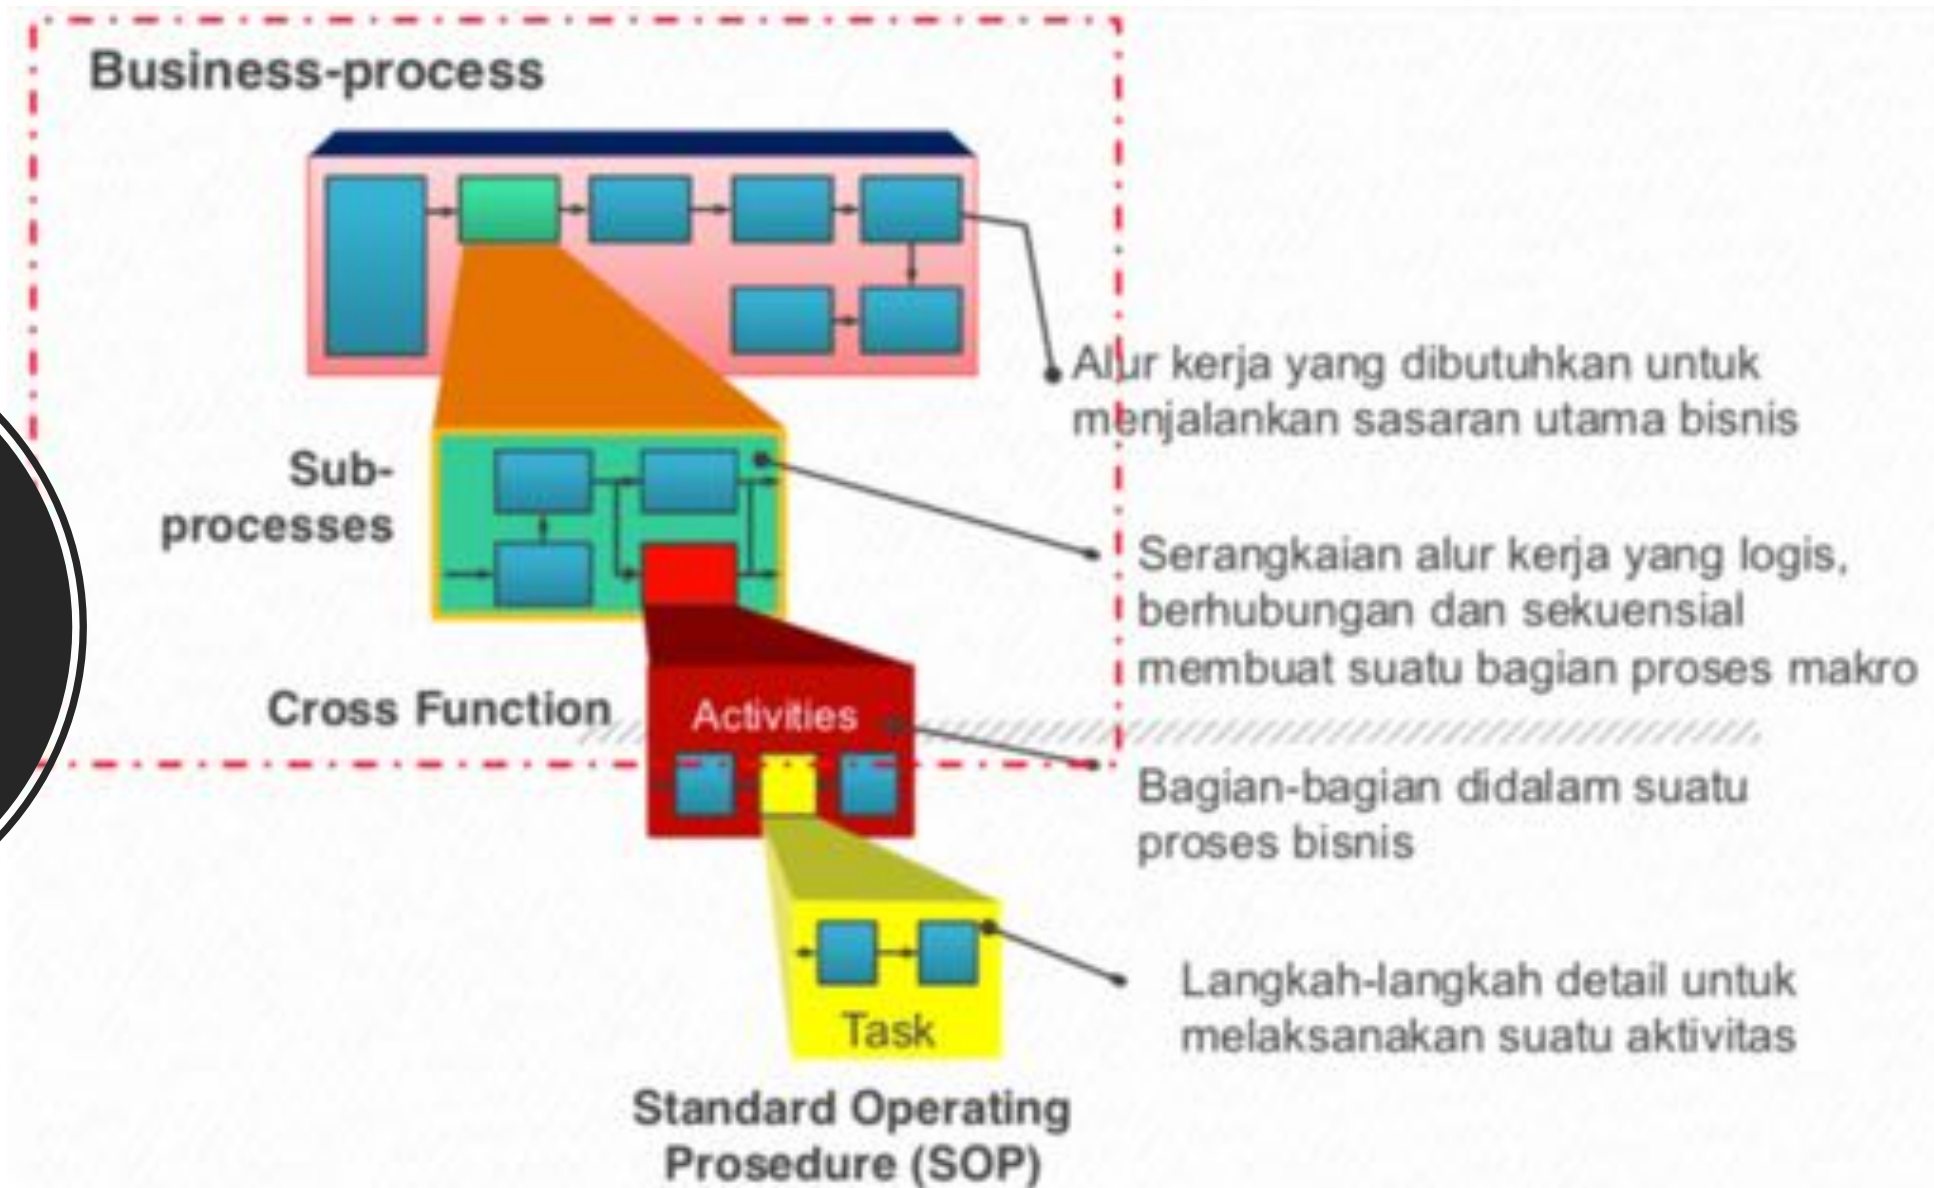 Business-process
Alur kerja yang dibutuhkan untuk
menjalankan sasaran utama bisnis
Sub-
processes
Serangkaian alur kerja yang logis,
berhubungan dan sekuensial
membuat suatu bagian proses makro
Cross Function
Activities
Bagian-bagian didalam suatu
proses bisnis
Langkah-langkah detail untuk
melaksanakan suatu aktivitas
Task
Standard Operating
Prosedure (SOP)